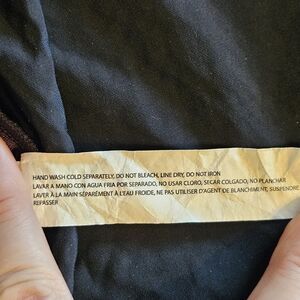 HAND WASH COLD SEPARATELY, DO NOT BLEACH, LINE DRY, DO NOT IRON
LAVAR A MANO CON AGUA FRIA POR SEPARADO, NO USAR CLORO, SECAR COLGADO, NO PLANCHAR
LAVER À LA MAIN SÉPARÉMENT À L'EAU FROIDE, NE PAS UTILISER D'AGENT DE BLANCHIMENT, SUSPENDRE
REPASSER